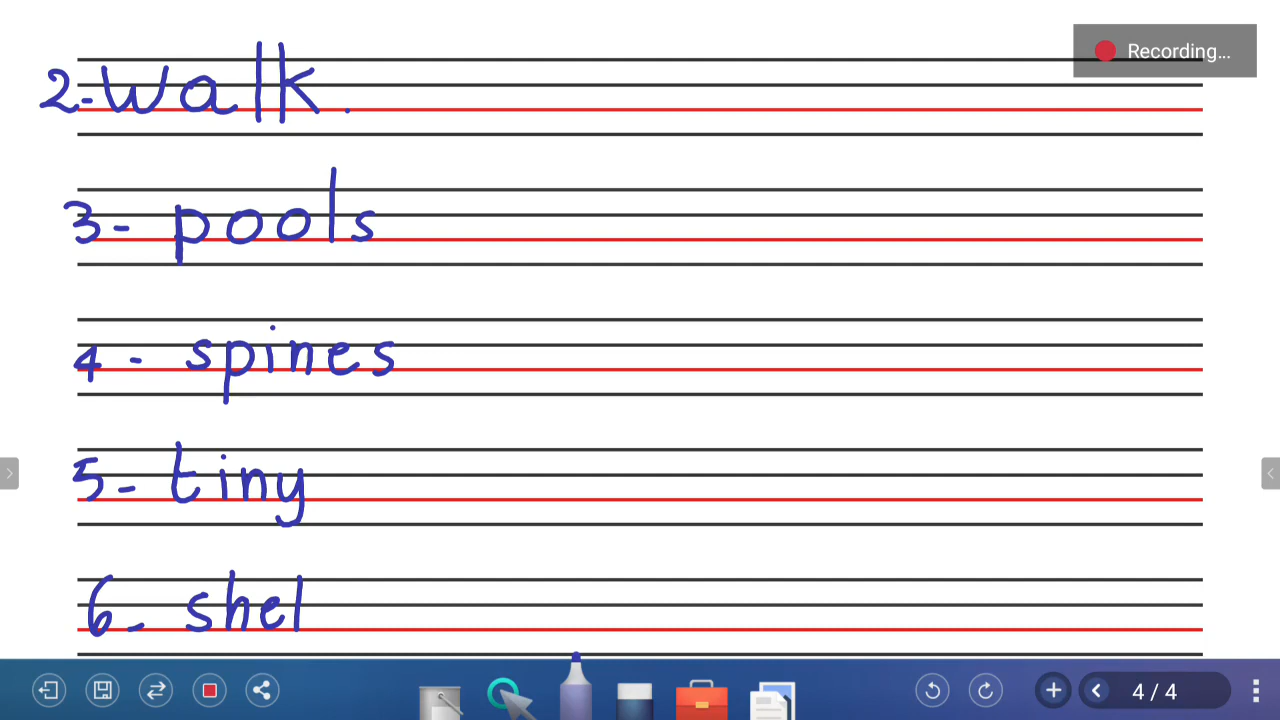 Recording...
2-walk.
3- pools
4- spines
5- tiny
6- shel
4 / 4